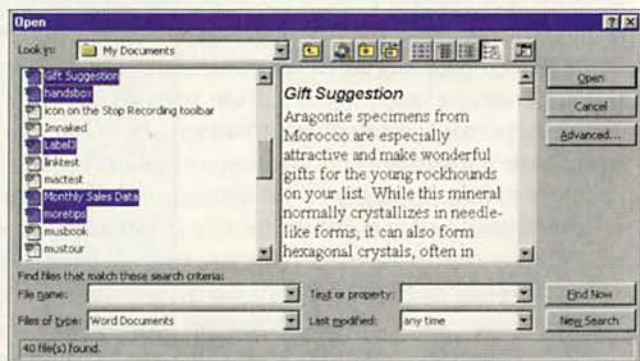 Open
Look in: My Documents
Gift Suggestion
handsbox
icon on the Stop Recording toolbar
Imnaked
Label3
linktest
mactest
Monthly Sales Data
moretips
musbook
mustour
Gift Suggestion
Aragonite specimens from
Morocco are especially
attractive and make wonderful
gifts for the young rockhounds
on your list. While this mineral
normally crystallizes in needle-
like forms, it can also form
hexagonal crystals, often in
Open
Cancel
Advanced...
Find files that match these search criteria:
File name: Text or property: Find Now
Files of type: Word Documents Last modified: any time New Search
40 file(s) found.